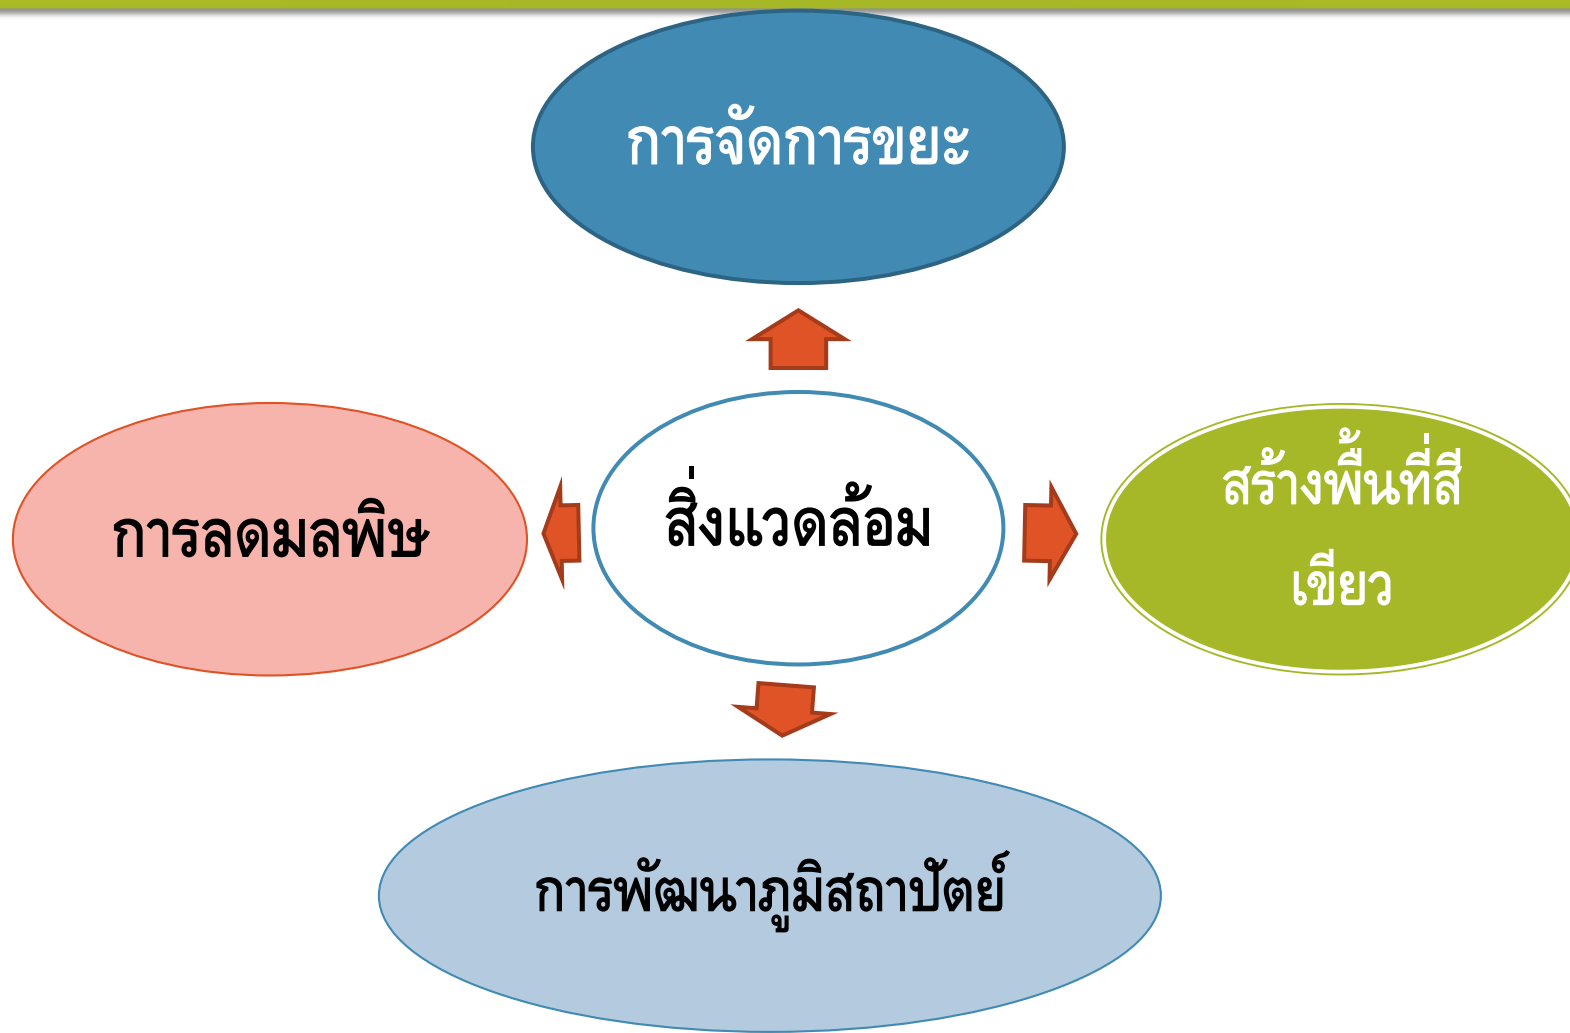 การจัดการขยะ
การลดมลพิษ
สิ่งแวดล้อม
สร้างพื้นที่สี
เขียว
การพัฒนาภูมิสถาปัตย์